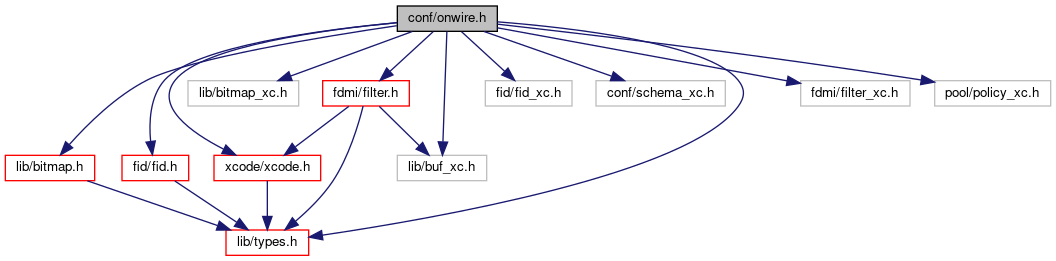 conf/onwire.h
lib/bitmap_xc.h
fdmi/filter.h
fid/fid_xc.h
conf/schema_xc.h
fdmi/filter_xc.h
pool/policy_xc.h
lib/bitmap.h
fid/fid.h
xcode/xcode.h
lib/buf_xc.h
lib/types.h